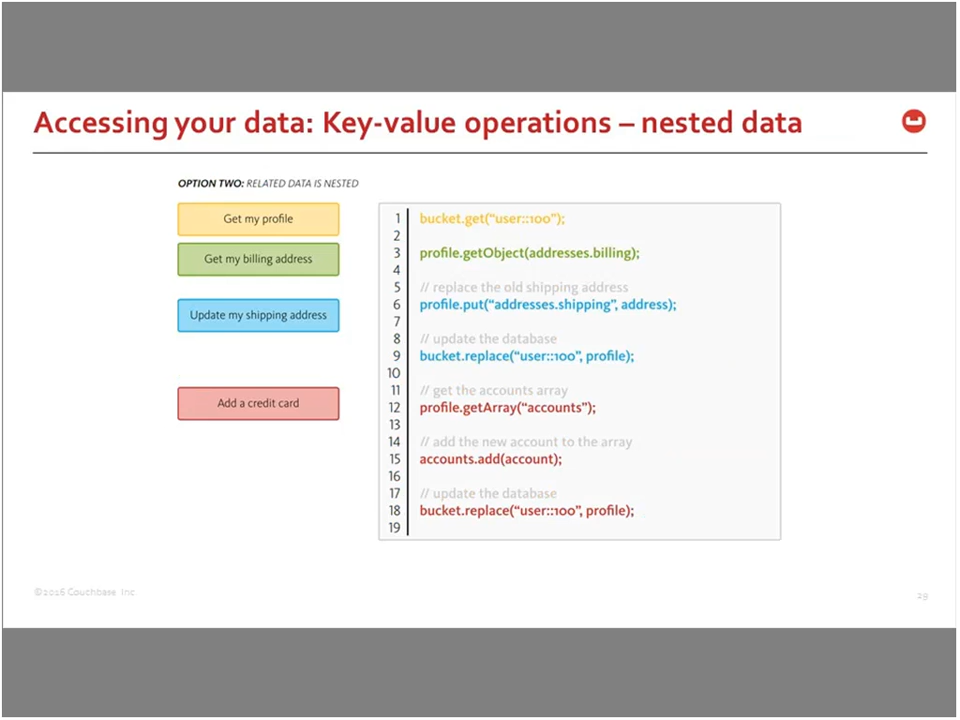 Accessing your data: Key-value operations – nested data
OPTION TWO: RELATED DATA IS NESTED
Get my profile
Get my billing address
Update my shipping address
Add a credit card
1 bucket.get(“user::100”);
2
3 profile.getObject(addresses.billing);
4
5 // replace the old shipping address
6 profile.put(“addresses.shipping”, address);
7
8 // update the database
9 bucket.replace(“user::100”, profile);
10
11 // get the accounts array
12 profile.getArray(“accounts”);
13
14 // add the new account to the array
15 accounts.add(account);
16
17 // update the database
18 bucket.replace(“user::100”, profile);
19
©2016 Couchbase Inc
29